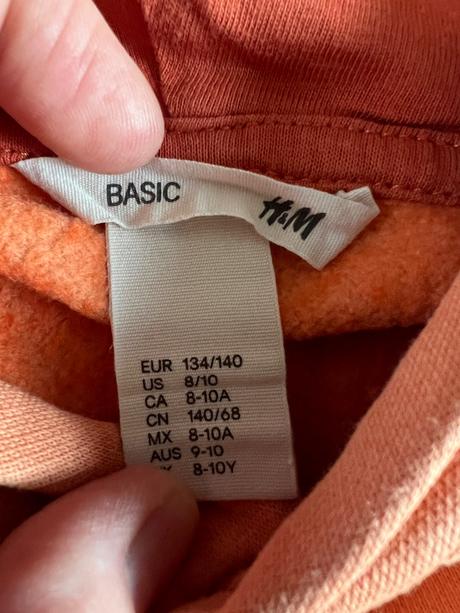 BASIC
H&M
EUR 134/140
US 8/10
CA 8-10A
CN 140/68
MX 8-10A
AUS 9-10
8-10Y